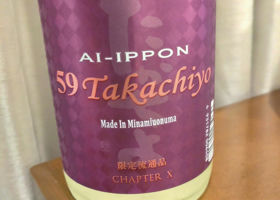 AI-IPPON
59 Takachiyo
Made In Minamiuonuma
限定流通品
CHAPTER X